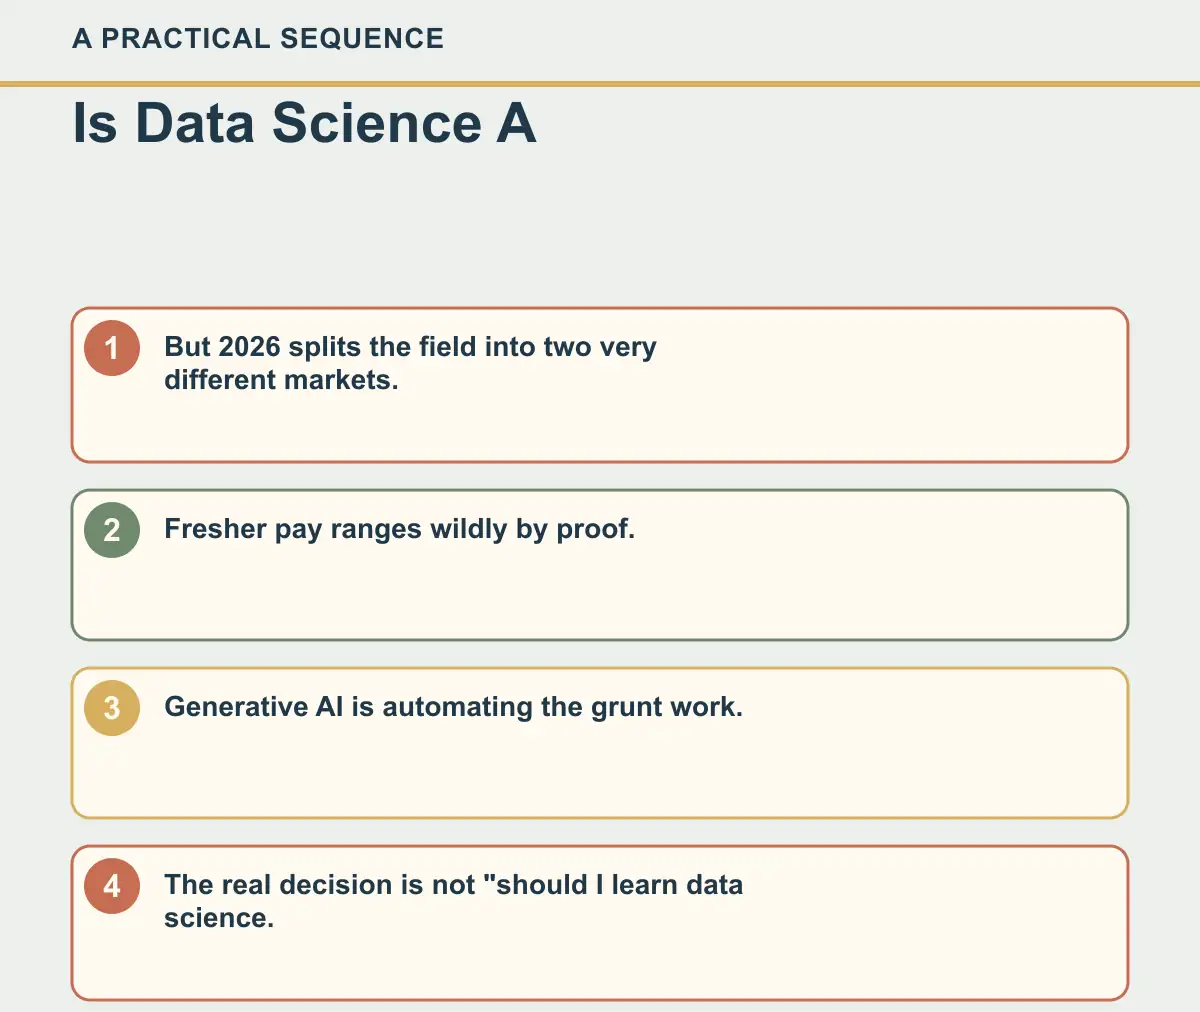 A PRACTICAL SEQUENCE
Is Data Science A
1
But 2026 splits the field into two very
different markets.
2
Fresher pay ranges wildly by proof.
3
Generative AI is automating the grunt work.
4
The real decision is not "should I learn data
science.